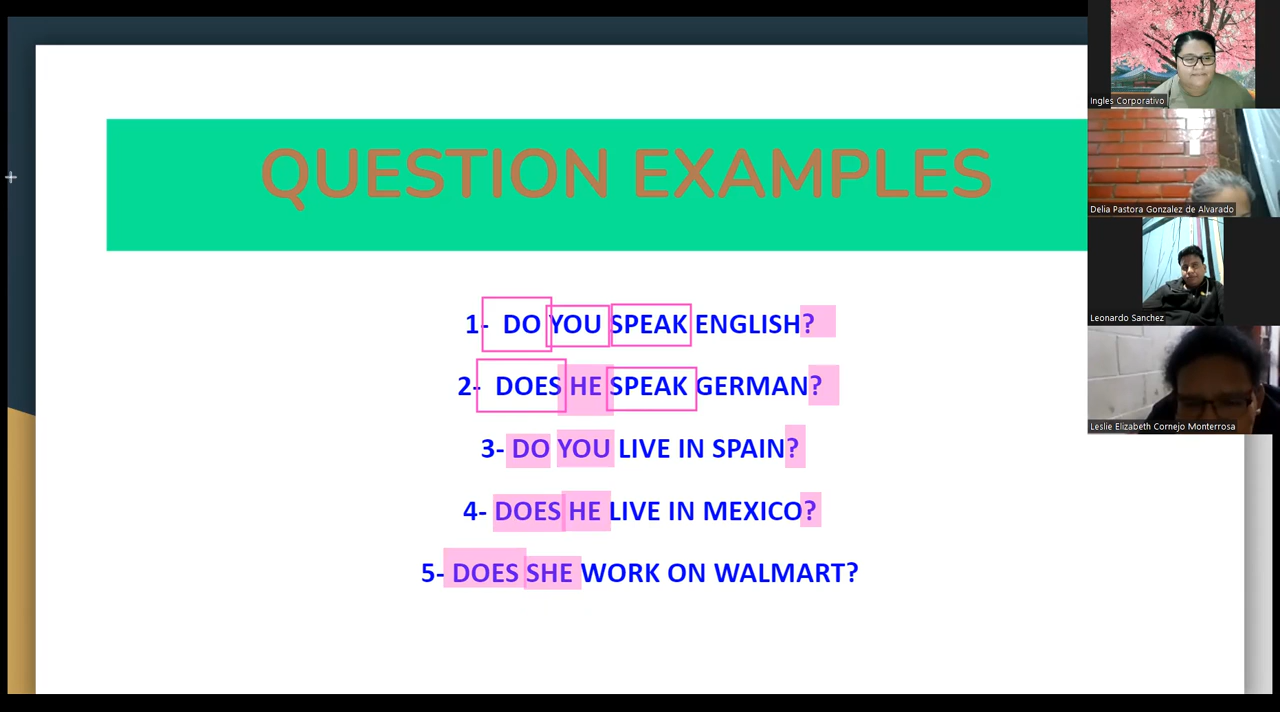 QUESTION EXAMPLES
1- DO YOU SPEAK ENGLISH?
2- DOES HE SPEAK GERMAN?
3- DO YOU LIVE IN SPAIN?
4- DOES HE LIVE IN MEXICO?
5- DOES SHE WORK ON WALMART?
Ingles Corporativo
Delia Pastora Gonzalez de Alvarado
Leonardo Sanchez
Leslie Elizabeth Cornejo Monterrosa